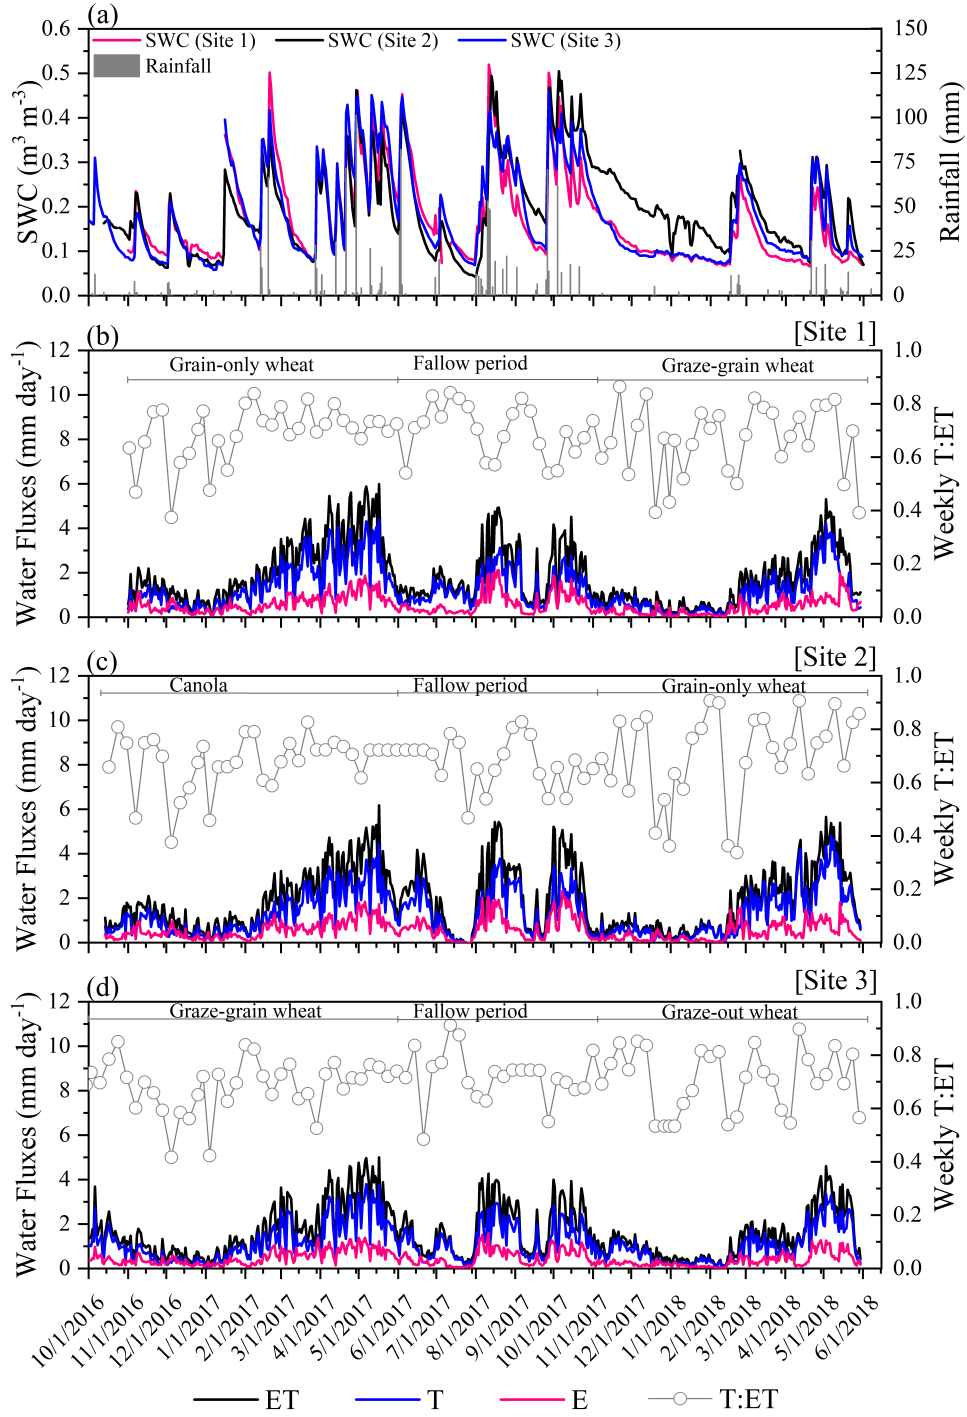 (a)
0.6
0.5
0.4
0.3
0.2
0.1
0.0
SWC (m³ m⁻³)
SWC (Site 1)
SWC (Site 2)
SWC (Site 3)
Rainfall
150
125
100
75
50
25
0
Rainfall (mm)
(b)
[Site 1]
12
10
8
6
4
2
0
Water Fluxes (mm day⁻¹)
Grain-only wheat
Fallow period
Graze-grain wheat
1.0
0.8
0.6
0.4
0.2
0.0
Weekly T:ET
(c)
[Site 2]
12
10
8
6
4
2
0
Water Fluxes (mm day⁻¹)
Canola
Fallow period
Grain-only wheat
1.0
0.8
0.6
0.4
0.2
0.0
Weekly T:ET
(d)
[Site 3]
12
10
8
6
4
2
0
Water Fluxes (mm day⁻¹)
Graze-grain wheat
Fallow period
Graze-out wheat
1.0
0.8
0.6
0.4
0.2
0.0
Weekly T:ET
10/1/2016
11/1/2016
12/1/2016
1/1/2017
2/1/2017
3/1/2017
4/1/2017
5/1/2017
6/1/2017
7/1/2017
8/1/2017
9/1/2017
10/1/2017
11/1/2017
12/1/2017
1/1/2018
2/1/2018
3/1/2018
4/1/2018
5/1/2018
6/1/2018
ET
T
E
T:ET